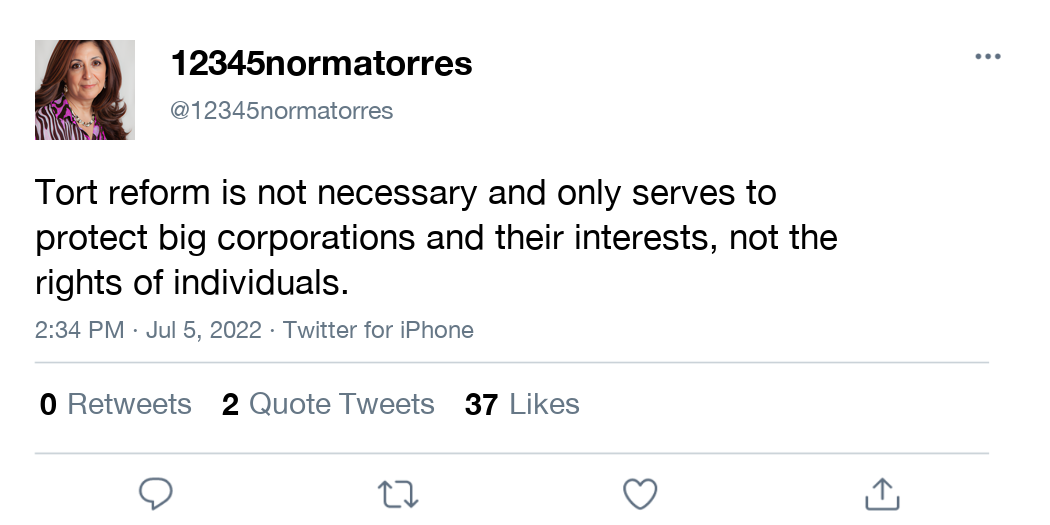 12345normatorres
@12345normatorres
Tort reform is not necessary and only serves to
protect big corporations and their interests, not the
rights of individuals.
2:34 PM · Jul 5, 2022 · Twitter for iPhone
0 Retweets 2 Quote Tweets 37 Likes